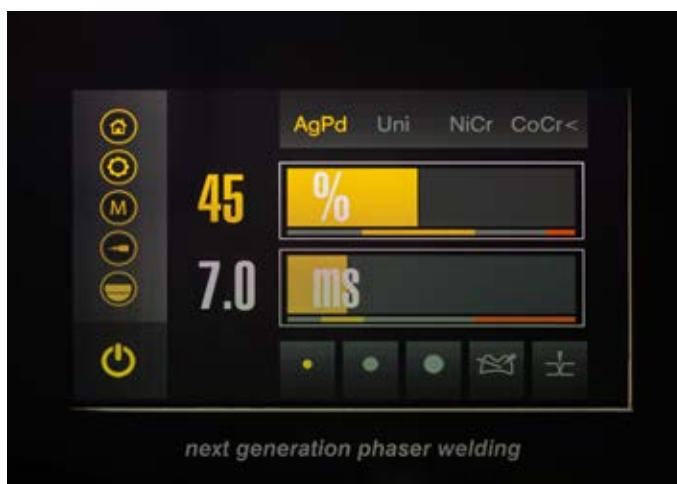 AgPd Uni NiCr CoCr<
45 %
M
7.0 ms
next generation phaser welding